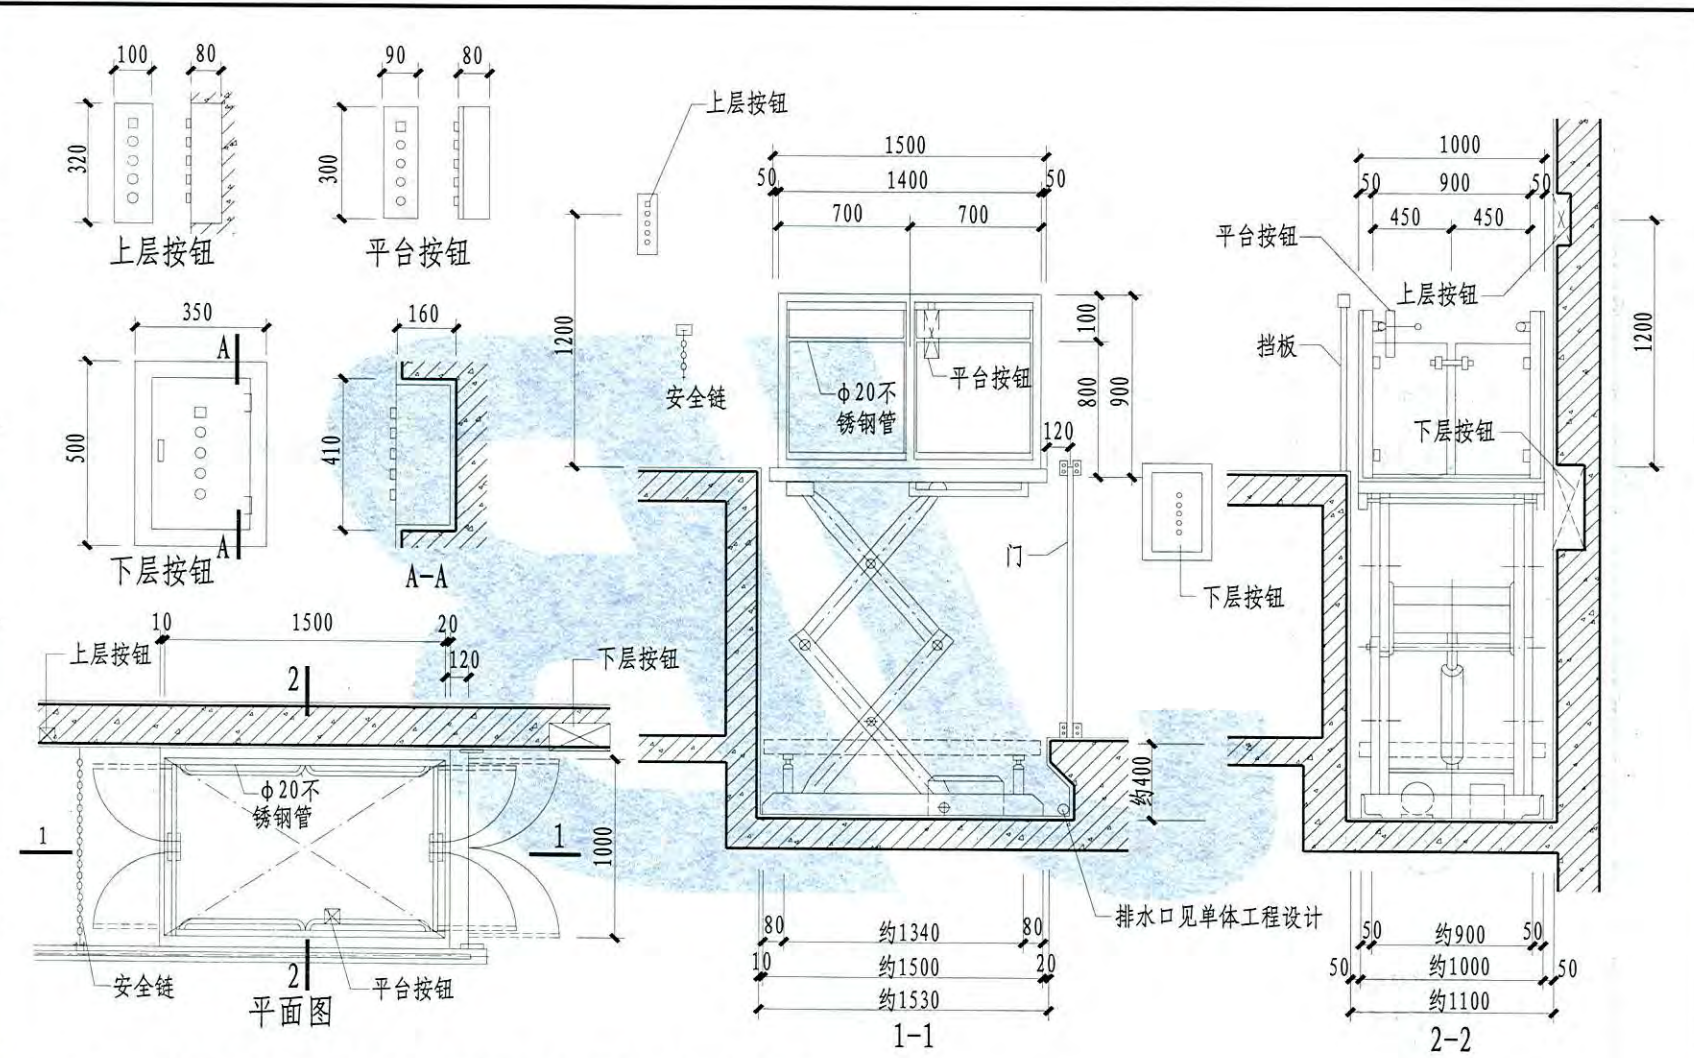 100
80
320
上层按钮
90
80
300
平台按钮
350
500
A
A
下层按钮
160
410
A-A
10
1500
20
120
上层按钮
2
下层按钮
φ20不
锈钢管
1
1
1000
2
安全链
平台按钮
平面图
上层按钮
1200
安全链
1500
50
1400
50
700
700
φ20不
锈钢管
平台按钮
100
800
900
120
门
下层按钮
约400
排水口见单体工程设计
80
约1340
80
10
约1500
20
约1530
1-1
1000
50
900
50
450
450
平台按钮
上层按钮
挡板
下层按钮
1200
50
约900
50
50
约1000
50
约1100
2-2